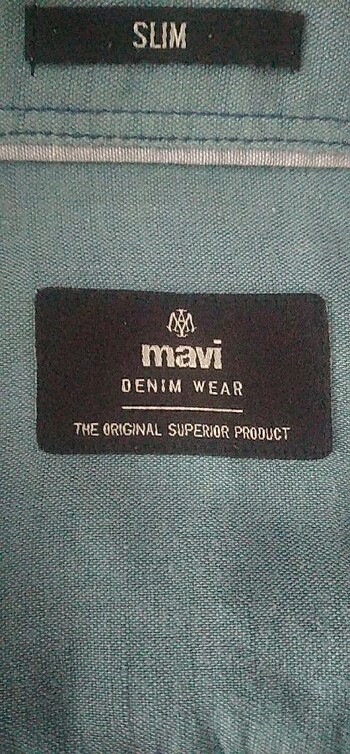 SLIM
mavi
DENIM WEAR
THE ORIGINAL SUPERIOR PRODUCT